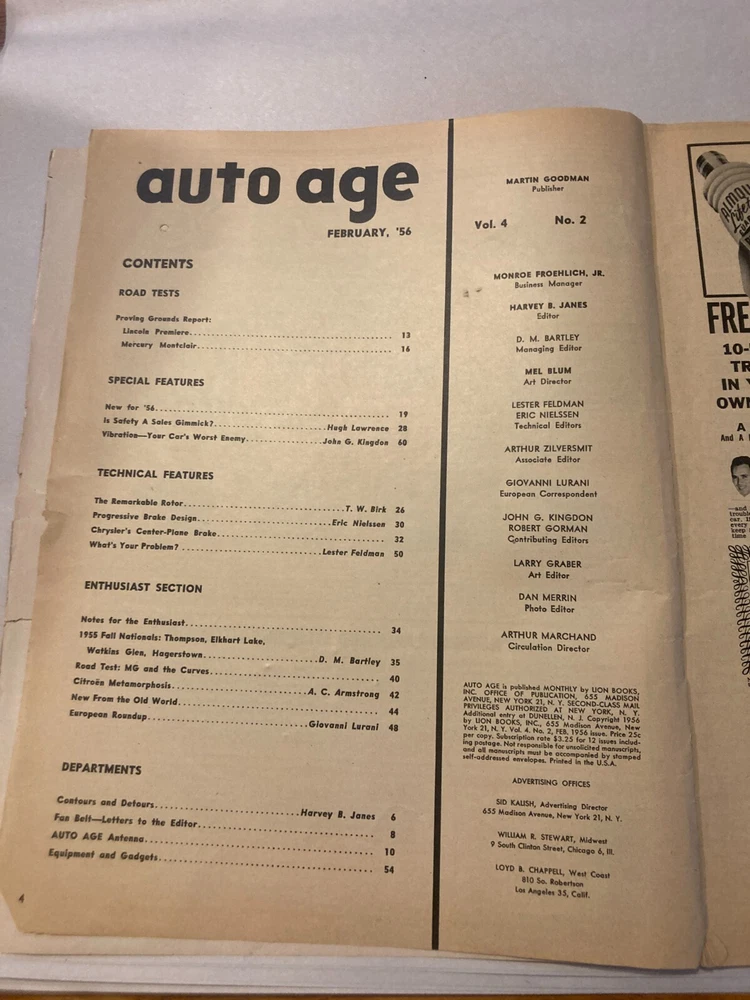 auto age
FEBRUARY, '56
CONTENTS
ROAD TESTS
Proving Grounds Report:
Lincoln Premiere 13
Mercury Montclair 16
SPECIAL FEATURES
New for '56 19
Is Safety A Sales Gimmick? Hugh Lawrence 28
Vibration—Your Car's Worst Enemy John G. Kingdon 60
TECHNICAL FEATURES
The Remarkable Rotor T. W. Birk 26
Progressive Brake Design Eric Nielssen 30
Chrysler's Center-Plane Brake 32
What's Your Problem? Lester Feldman 50
ENTHUSIAST SECTION
Notes for the Enthusiast 34
1955 Fall Nationals: Thompson, Elkhart Lake,
Watkins Glen, Hagerstown D. M. Bartley 35
Road Test: MG and the Curves 40
Citroën Metamorphosis A. C. Armstrong 42
New From the Old World 44
European Roundup Giovanni Lurani 48
DEPARTMENTS
Contours and Detours Harvey B. Janes 6
Fan Belt—Letters to the Editor 8
AUTO AGE Antenna 10
Equipment and Gadgets 54
4
MARTIN GOODMAN
Publisher
Vol. 4 No. 2
MONROE FROEHLICH, JR.
Business Manager
HARVEY B. JANES
Editor
D. M. BARTLEY
Managing Editor
MEL BLUM
Art Director
LESTER FELDMAN
ERIC NIELSSEN
Technical Editors
ARTHUR ZILVERSMIT
Associate Editor
GIOVANNI LURANI
European Correspondent
JOHN G. KINGDON
ROBERT GORMAN
Contributing Editors
LARRY GRABER
Art Editor
DAN MERRIN
Photo Editor
ARTHUR MARCHAND
Circulation Director
AUTO AGE is published MONTHLY by LION BOOKS,
INC. OFFICE OF PUBLICATION, 655 MADISON
AVENUE, NEW YORK 21, N. Y. SECOND-CLASS MAIL
PRIVILEGES AUTHORIZED AT NEW YORK, N. Y.
Additional entry at DUNELLEN, N. J. Copyright 1956
by LION BOOKS, INC., 655 Madison Avenue, New
York 21, N. Y. Vol. 4. No. 2, FEB. 1956 issue. Price 25c
per copy. Subscription rate $3.25 for 12 issues includ-
ing postage. Not responsible for unsolicited manuscripts,
and all manuscripts must be accompanied by stamped
self-addressed envelopes. Printed in the U.S.A.
ADVERTISING OFFICES
SID KALISH, Advertising Director
655 Madison Avenue, New York 21, N. Y.
WILLIAM R. STEWART, Midwest
9 South Clinton Street, Chicago 6, Ill.
LOYD B. CHAPPELL, West Coast
810 So. Robertson
Los Angeles 35, Calif.
FRE
10-
TR
IN
OWN
A
And A
—and
troubl
car. I
every
keep
time